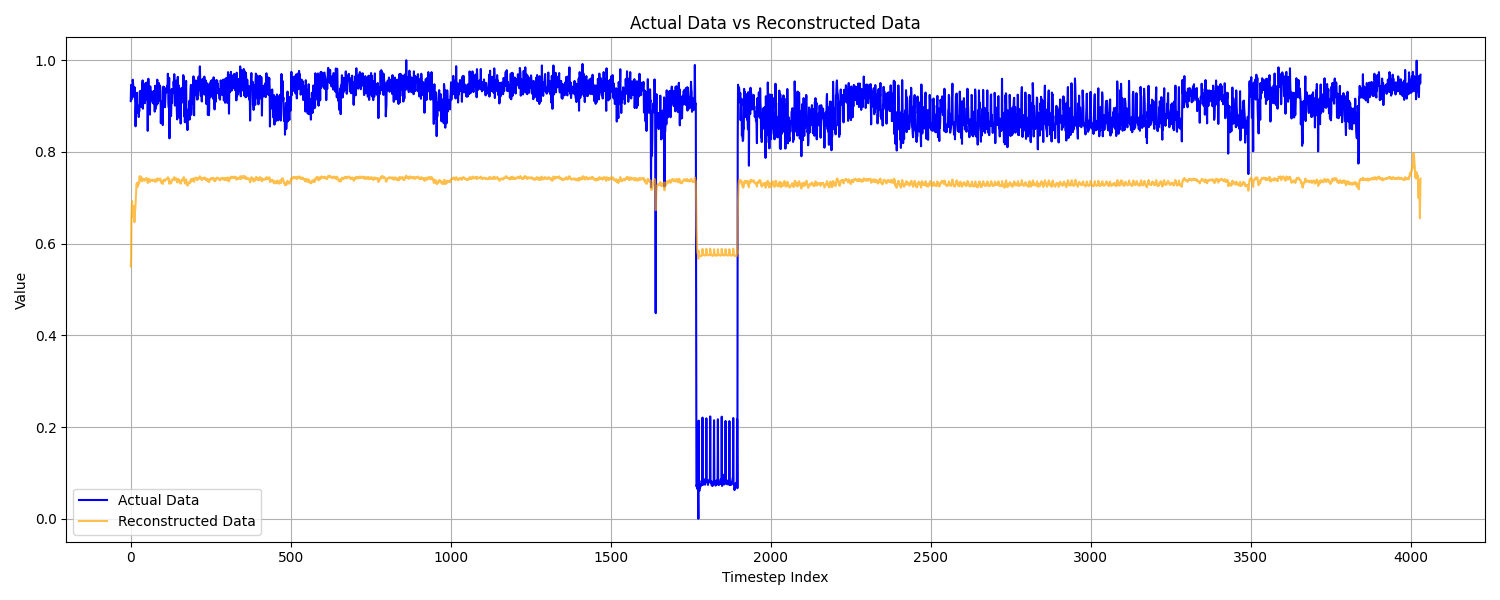 Actual Data vs Reconstructed Data
Value
1.0
0.8
0.6
0.4
0.2
0.0
Actual Data
Reconstructed Data
0 500 1000 1500 2000 2500 3000 3500 4000
Timestep Index